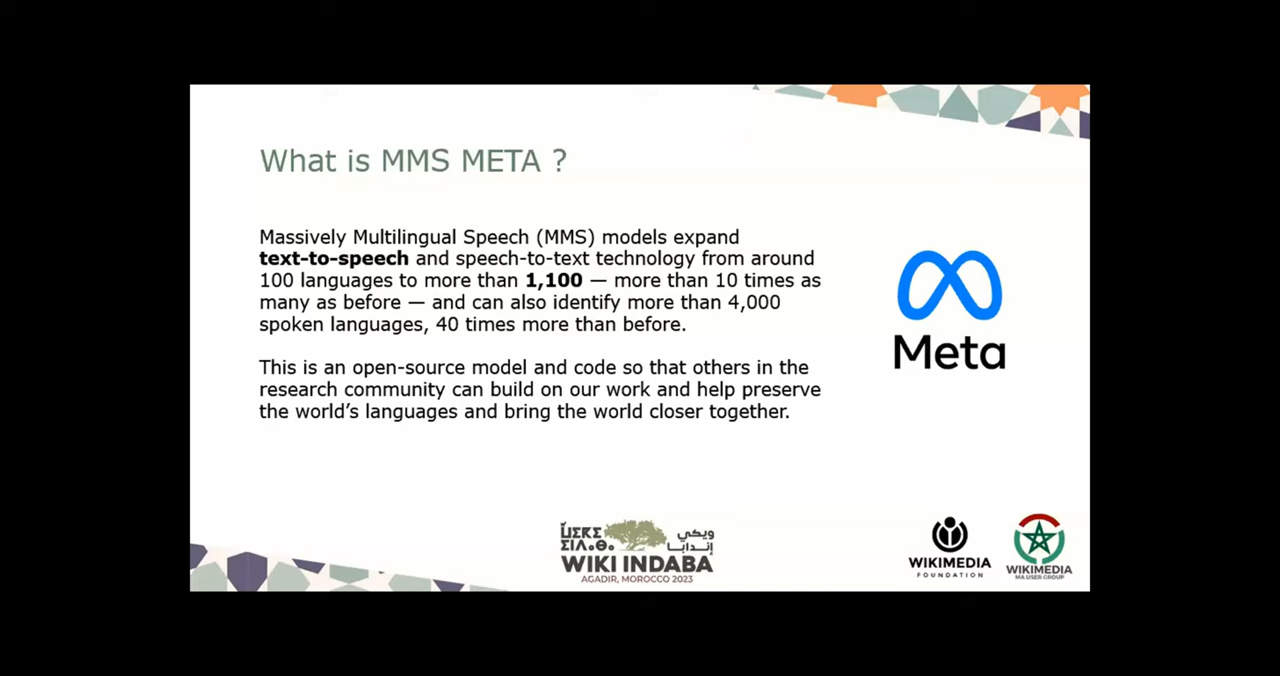 What is MMS META ?
Massively Multilingual Speech (MMS) models expand
text-to-speech and speech-to-text technology from around
100 languages to more than 1,100 — more than 10 times as
many as before — and can also identify more than 4,000
spoken languages, 40 times more than before.
This is an open-source model and code so that others in the
research community can build on our work and help preserve
the world’s languages and bring the world closer together.
Meta
ويكي
إندابا
WIKI INDABA
AGADIR, MOROCCO 2023
WIKIMEDIA
FOUNDATION
WIKIMEDIA
MA USER GROUP